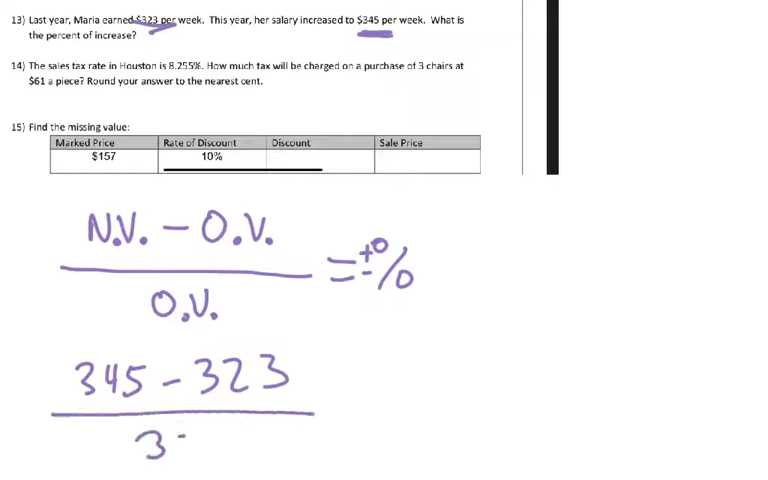 13) Last year, Maria earned $323 per week. This year, her salary increased to $345 per week. What is
the percent of increase?
14) The sales tax rate in Houston is 8.255%. How much tax will be charged on a purchase of 3 chairs at
$61 a piece? Round your answer to the nearest cent.
15) Find the missing value:
Marked Price Rate of Discount Discount Sale Price
$157 10%
N.V. - O.V.
= + - %
O.V.
345 - 323
3